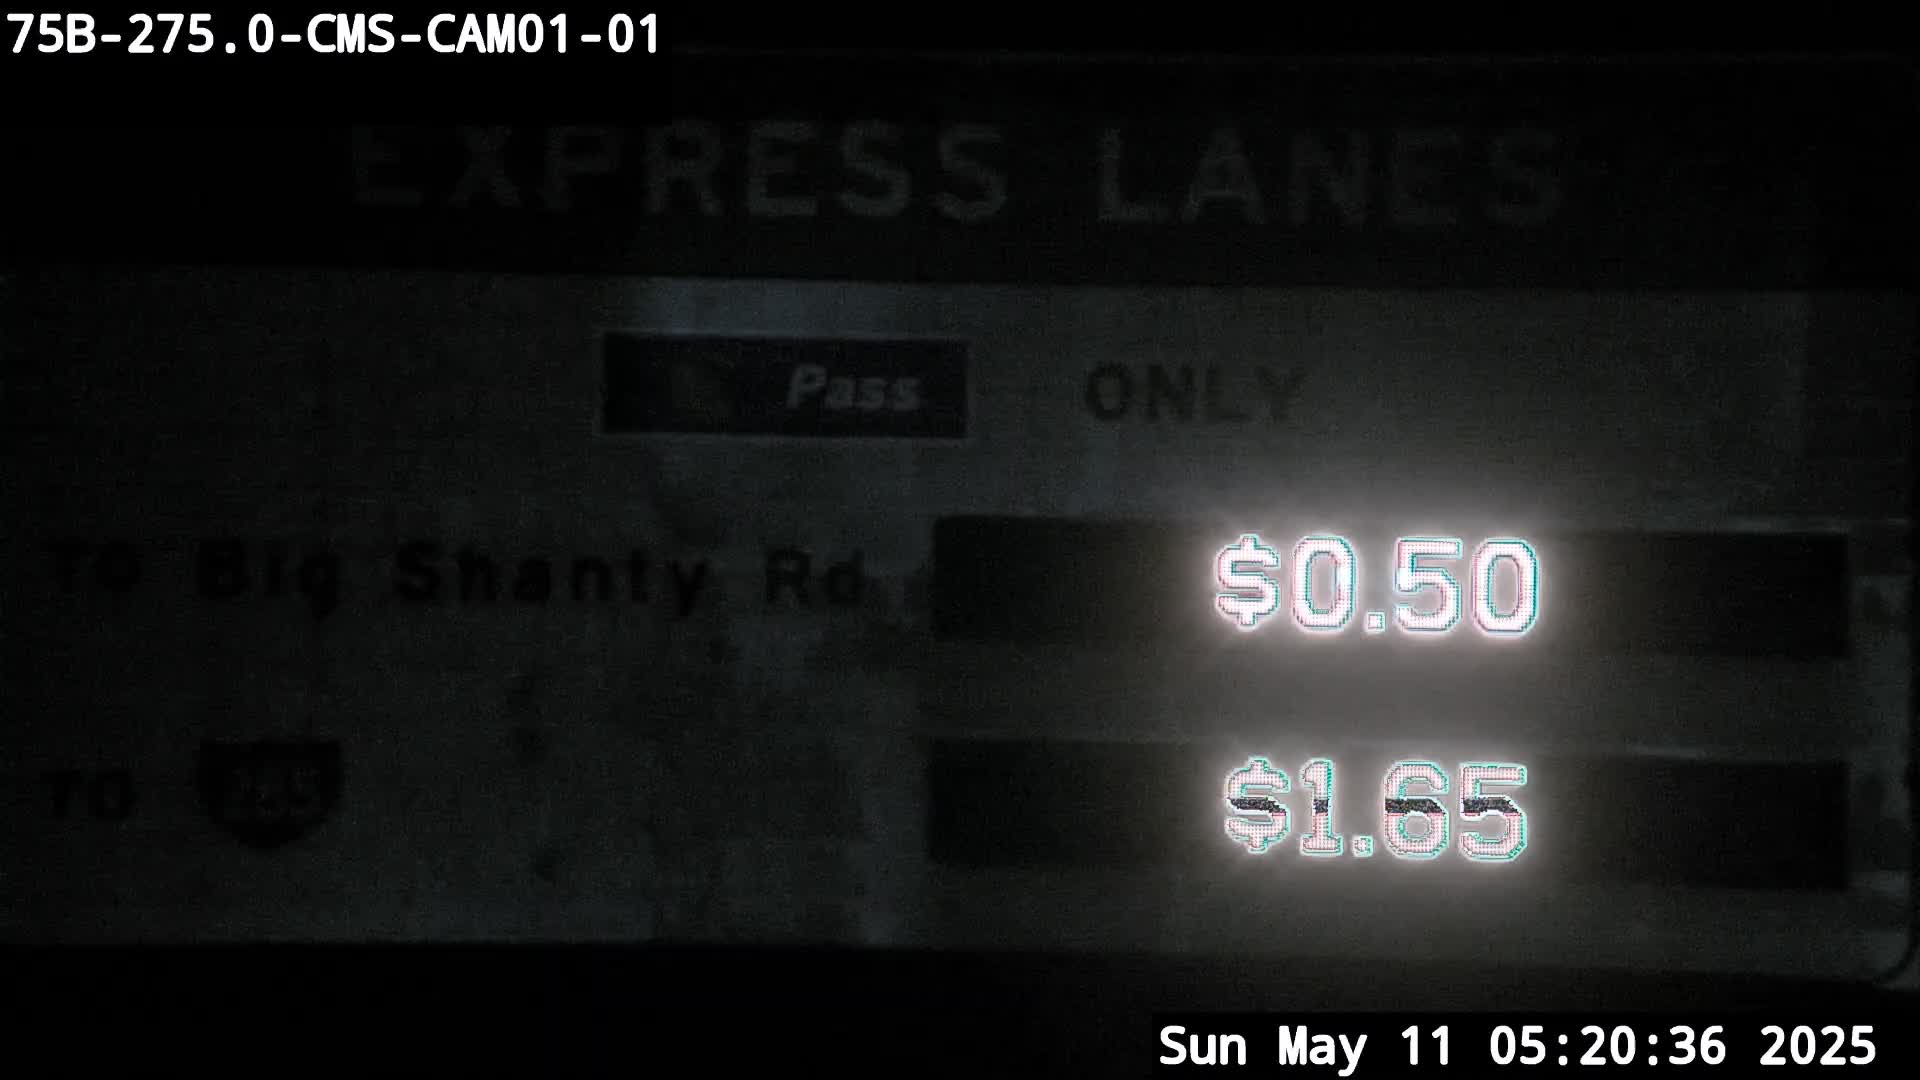 75B-275.0-CMS-CAM01-01
EXPRESS LANES
Pass ONLY
TO Big Shanty Rd $0.50
TO $1.65
Sun May 11 05:20:36 2025